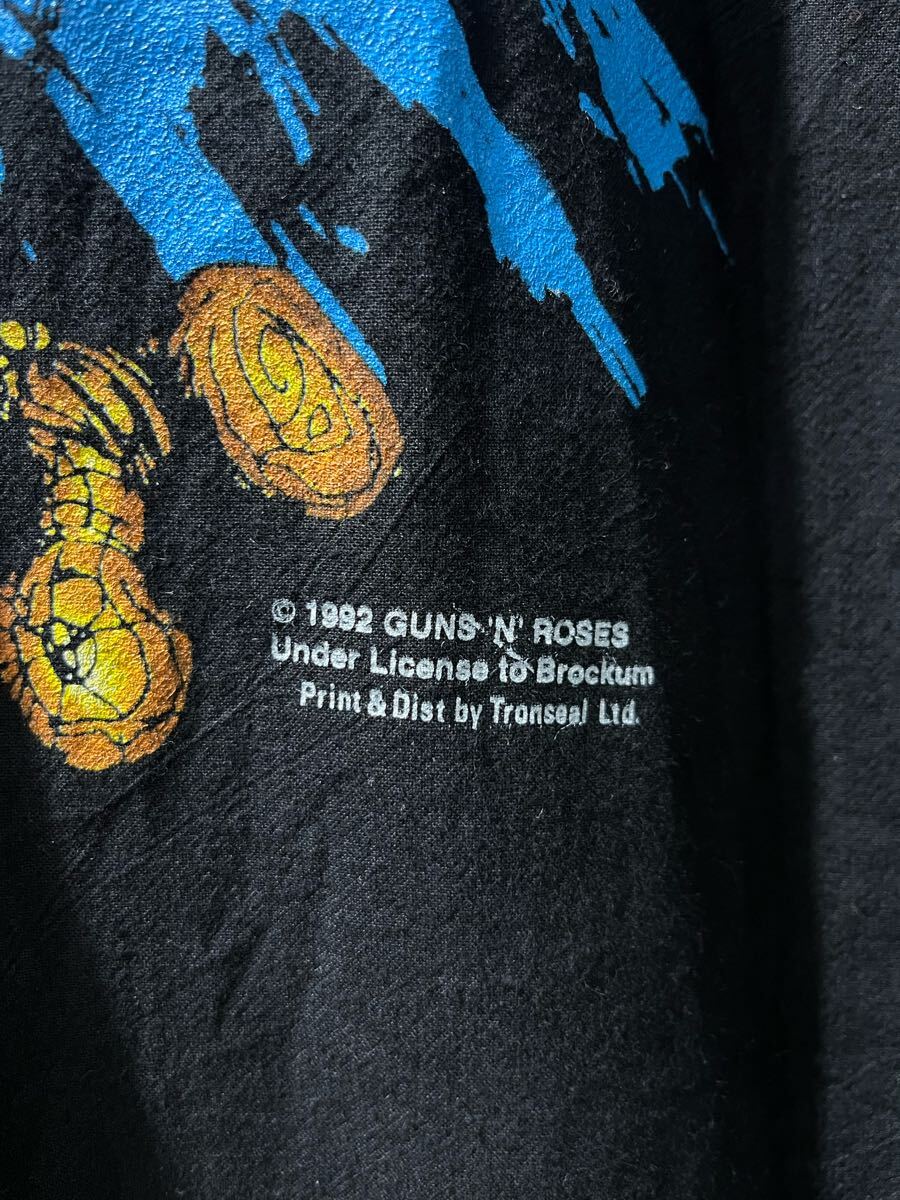 © 1992 GUNS 'N' ROSES
Under License to Brockum
Print & Dist by Tronseal Ltd.